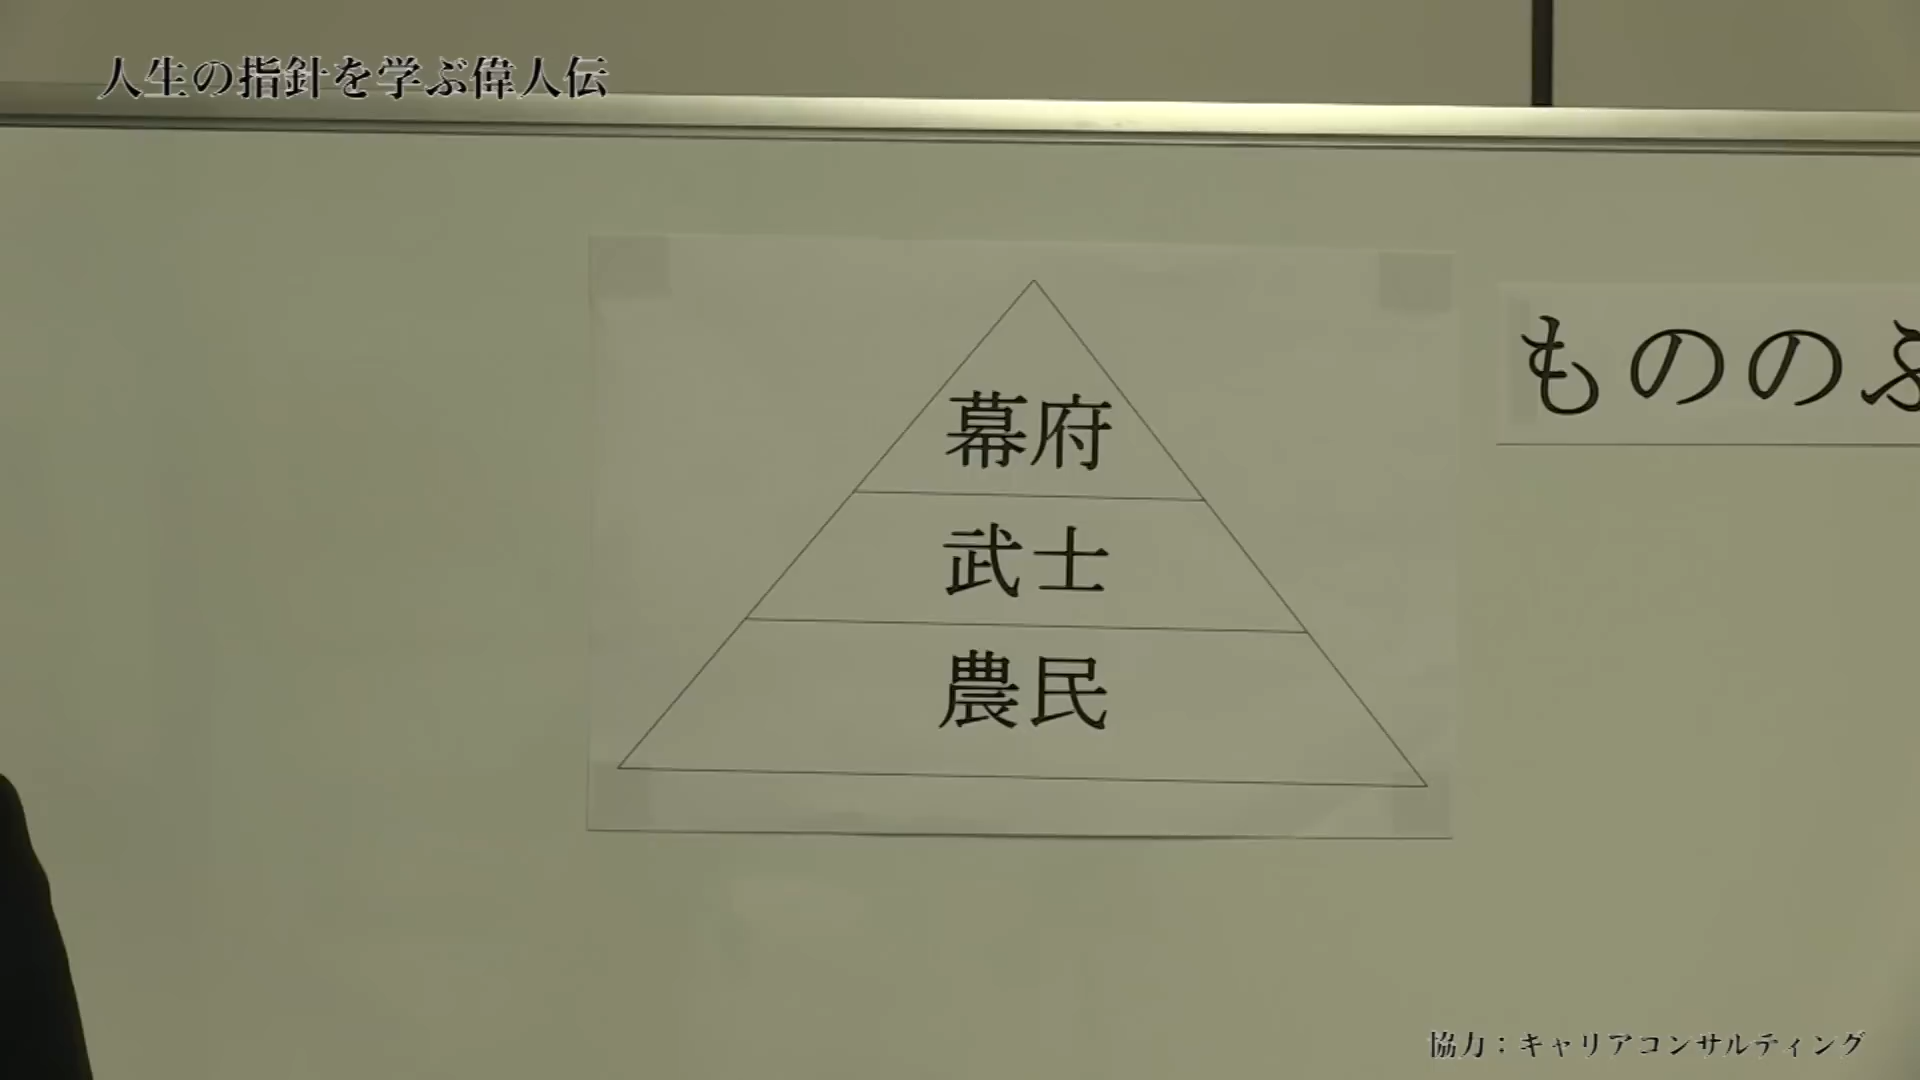 人生の指針を学ぶ偉人伝
幕府
武士
農民
もののふ
協力：キャリアコンサルティング